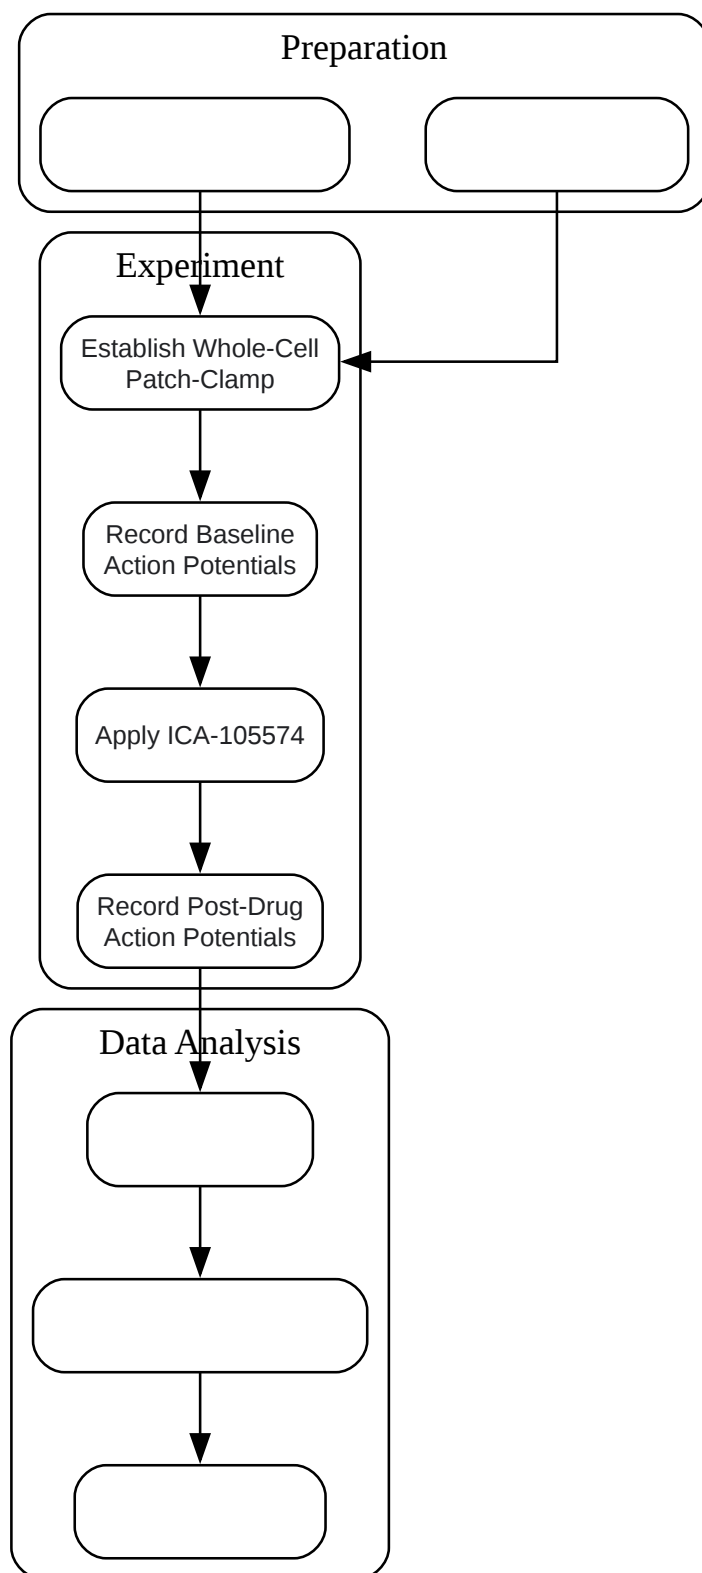 Preparation
Experiment
Establish Whole-Cell
Patch-Clamp
Record Baseline
Action Potentials
Apply ICA-105574
Record Post-Drug
Action Potentials
Data Analysis